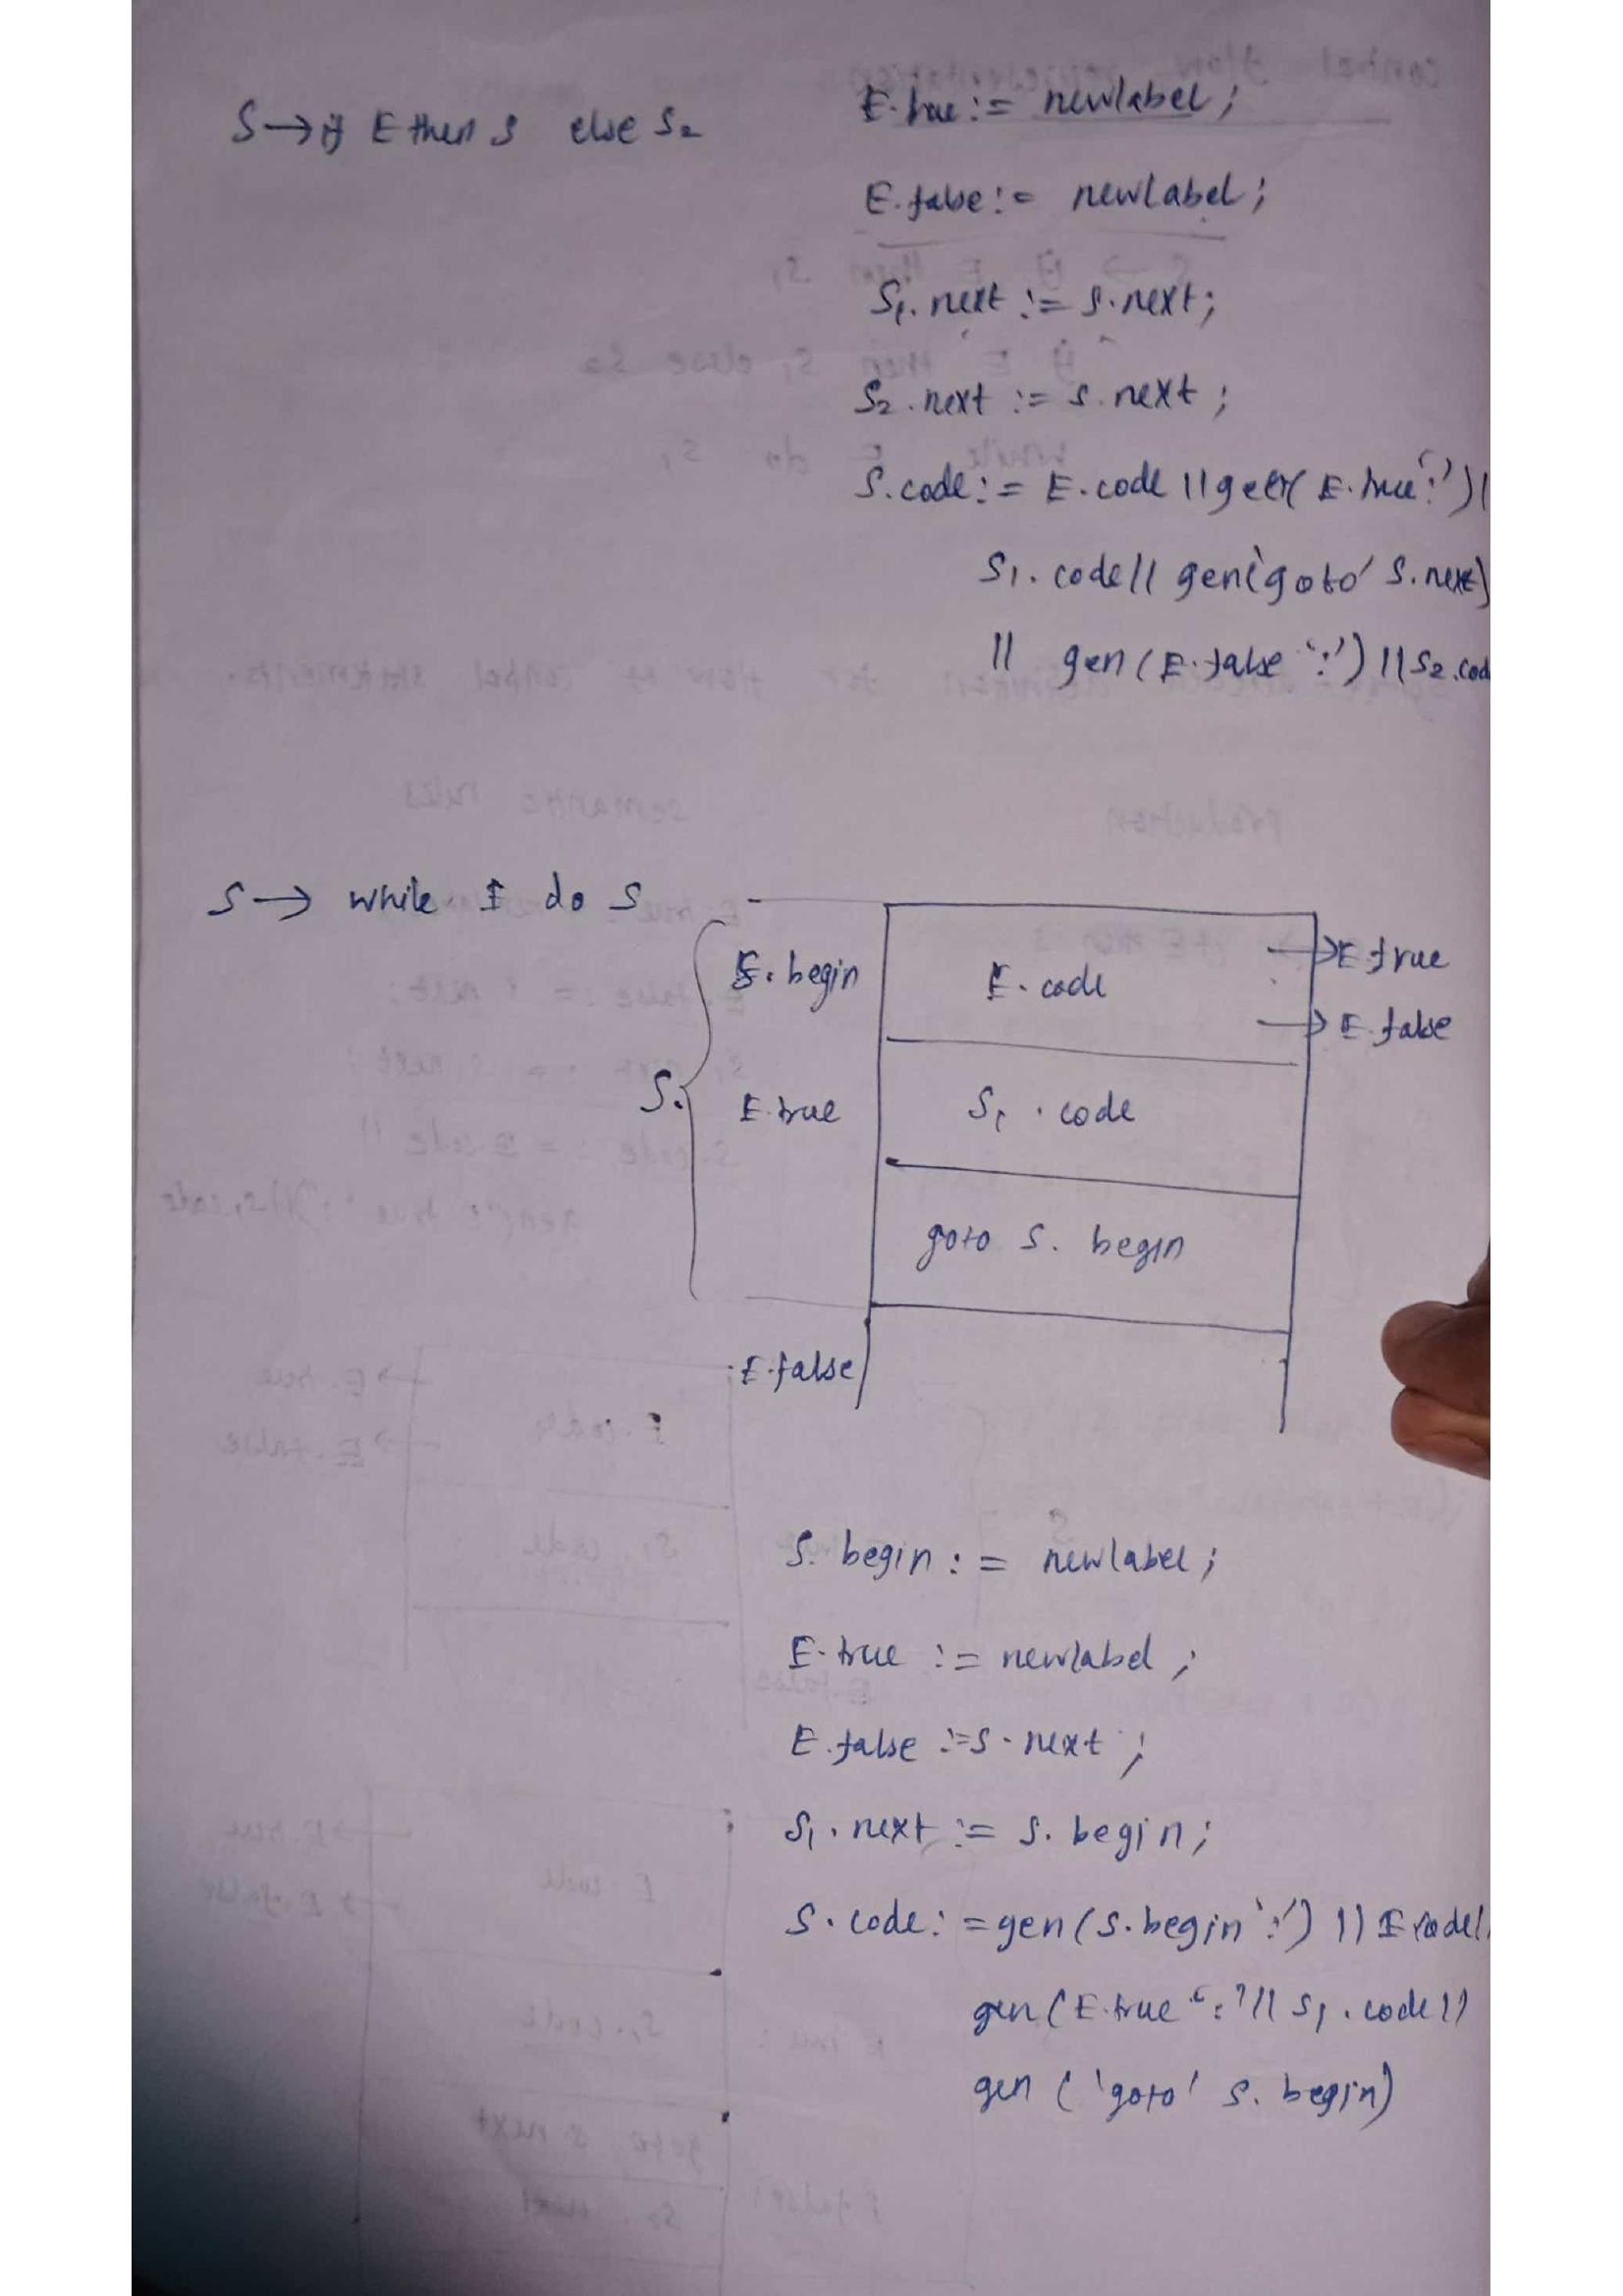 S → if E then S else S2
E.true := newlabel;
E.false := newlabel;
S1.next := S.next;
S2.next := S.next;
S.code := E.code || gen( E.true ':') |
S1.code || gen('goto' S.next)
|| gen(E.false ':') || S2.cod
S → while E do S
S.begin
E.code
→ E.true
→ E.false
S.
E.true
S1.code
goto S. begin
E.false
S. begin := newlabel;
E.true := newlabel;
E.false := S.next;
S1.next := S. begin;
S.code := gen(S.begin ':') || E.code|
gen(E.true ':' || S1.code ||
gen ('goto' S. begin)